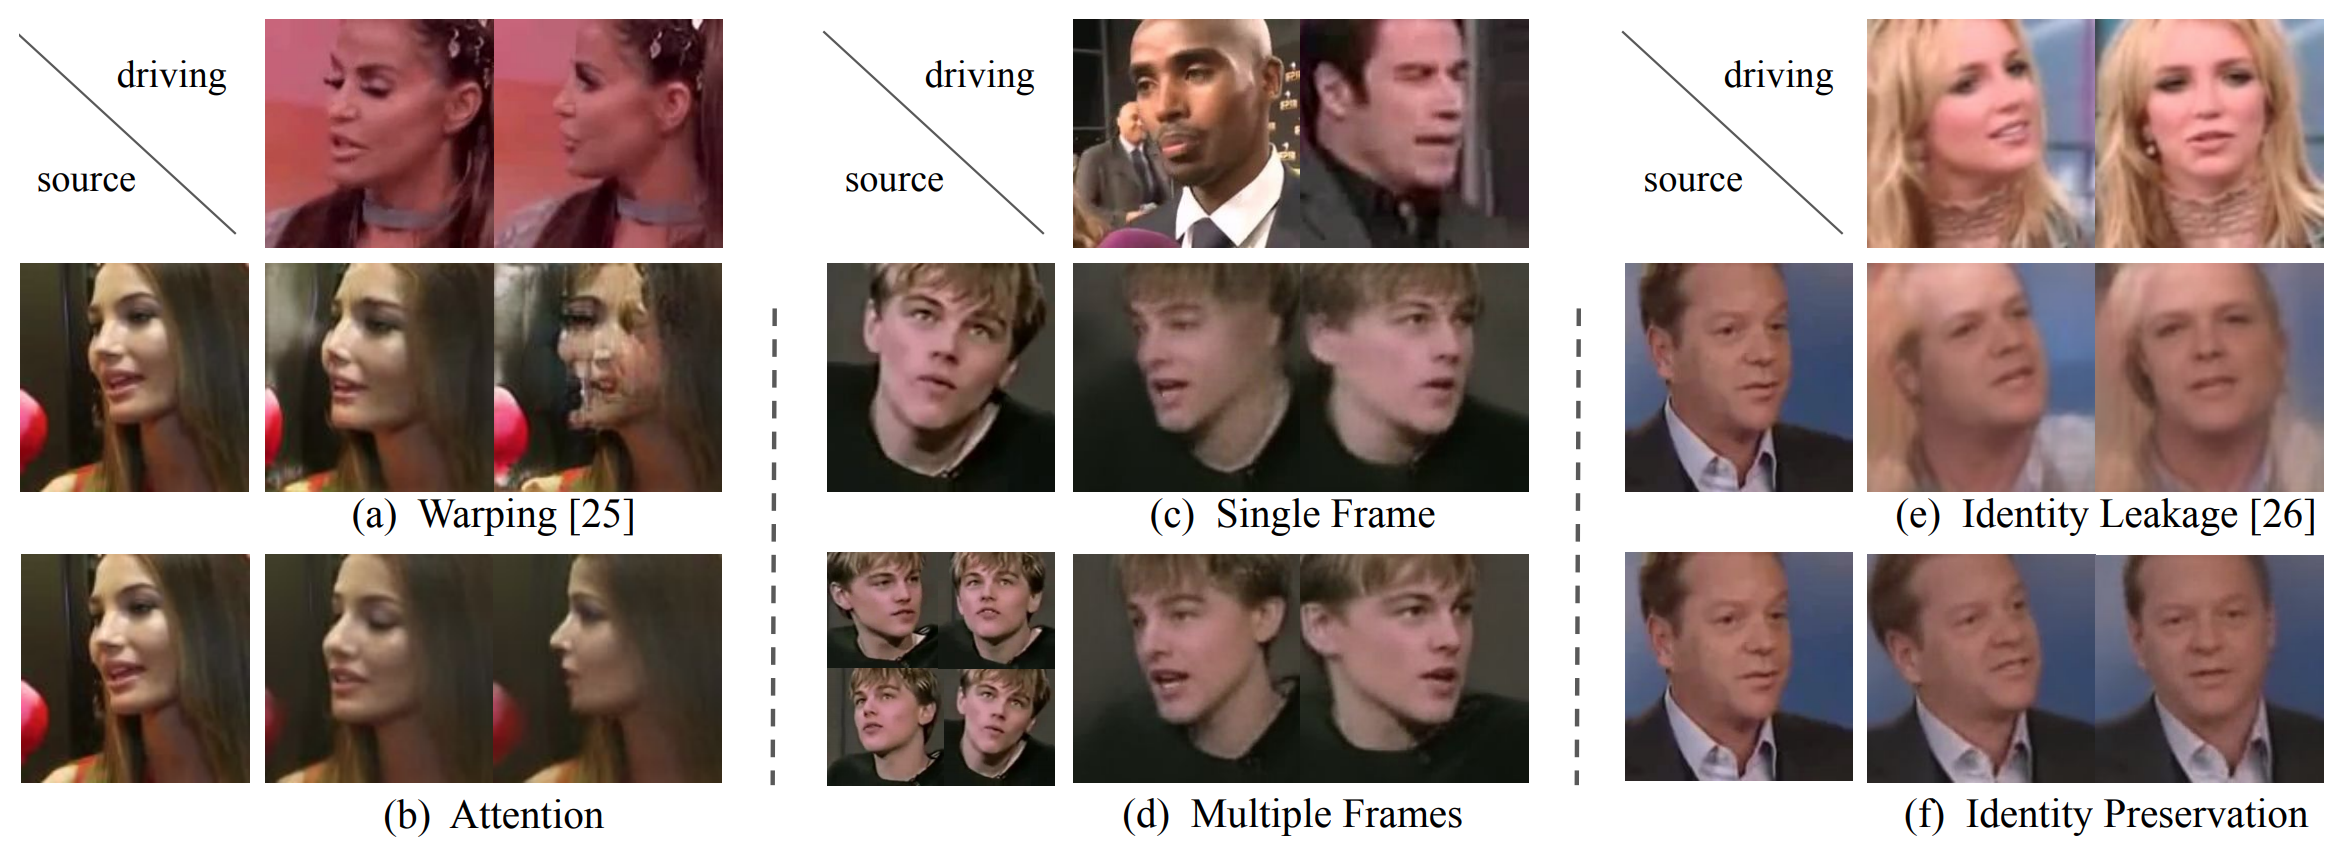 driving
source
driving
source
driving
source
(a) Warping [25]
(c) Single Frame
(e) Identity Leakage [26]
(b) Attention
(d) Multiple Frames
(f) Identity Preservation